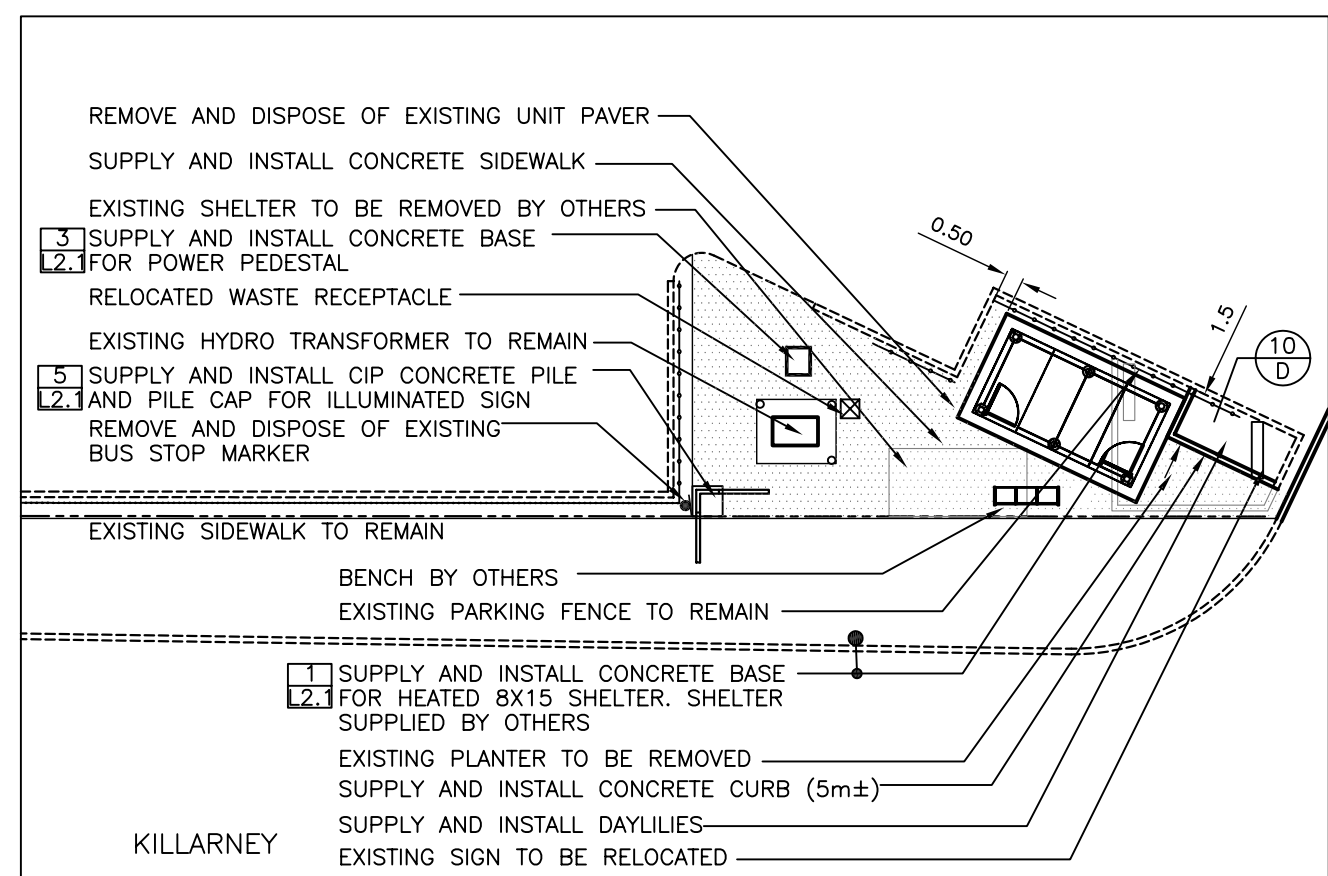 REMOVE AND DISPOSE OF EXISTING UNIT PAVER
SUPPLY AND INSTALL CONCRETE SIDEWALK
EXISTING SHELTER TO BE REMOVED BY OTHERS
3 SUPPLY AND INSTALL CONCRETE BASE
L2.1 FOR POWER PEDESTAL
RELOCATED WASTE RECEPTACLE
EXISTING HYDRO TRANSFORMER TO REMAIN
5 SUPPLY AND INSTALL CIP CONCRETE PILE
L2.1 AND PILE CAP FOR ILLUMINATED SIGN
REMOVE AND DISPOSE OF EXISTING
BUS STOP MARKER
0.50
1.5
10
D
EXISTING SIDEWALK TO REMAIN
BENCH BY OTHERS
EXISTING PARKING FENCE TO REMAIN
1 SUPPLY AND INSTALL CONCRETE BASE
L2.1 FOR HEATED 8X15 SHELTER. SHELTER
SUPPLIED BY OTHERS
EXISTING PLANTER TO BE REMOVED
SUPPLY AND INSTALL CONCRETE CURB (5m±)
SUPPLY AND INSTALL DAYLILIES
EXISTING SIGN TO BE RELOCATED
KILLARNEY